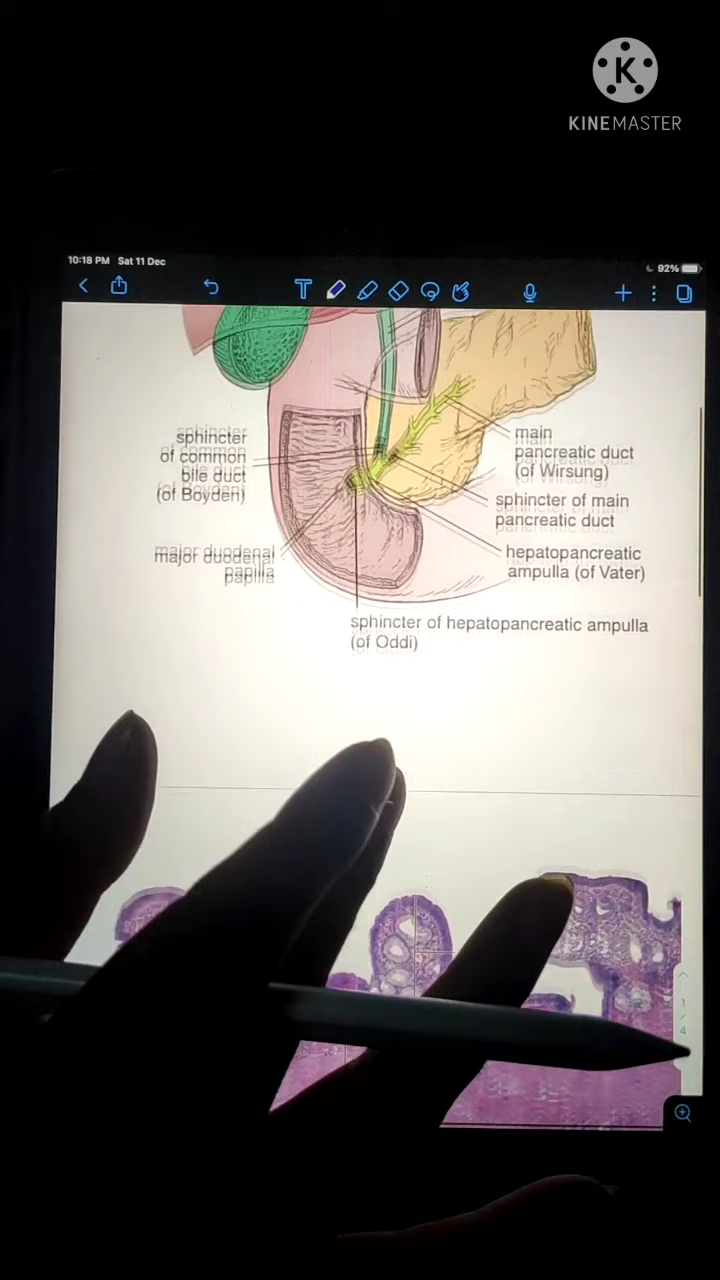 KINEMASTER
10:18 PM Sat 11 Dec
92%
T
sphincter
of common
bile duct
(of Boyden)
major duodenal
papilla
main
pancreatic duct
(of Wirsung)
sphincter of main
pancreatic duct
hepatopancreatic
ampulla (of Vater)
sphincter of hepatopancreatic ampulla
(of Oddi)
1
/
4